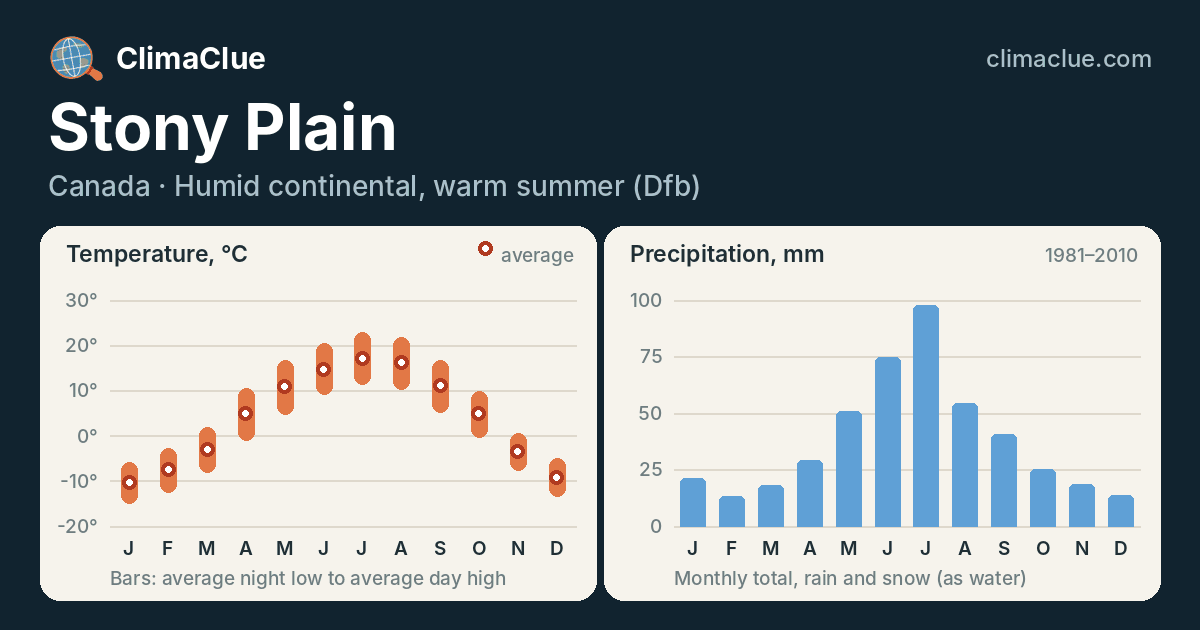 ClimaClue
climaclue.com
Stony Plain
Canada · Humid continental, warm summer (Dfb)
Temperature, °C
average
30°
20°
10°
0°
-10°
-20°
J F M A M J J A S O N D
Bars: average night low to average day high
Precipitation, mm
1981–2010
100
75
50
25
0
J F M A M J J A S O N D
Monthly total, rain and snow (as water)